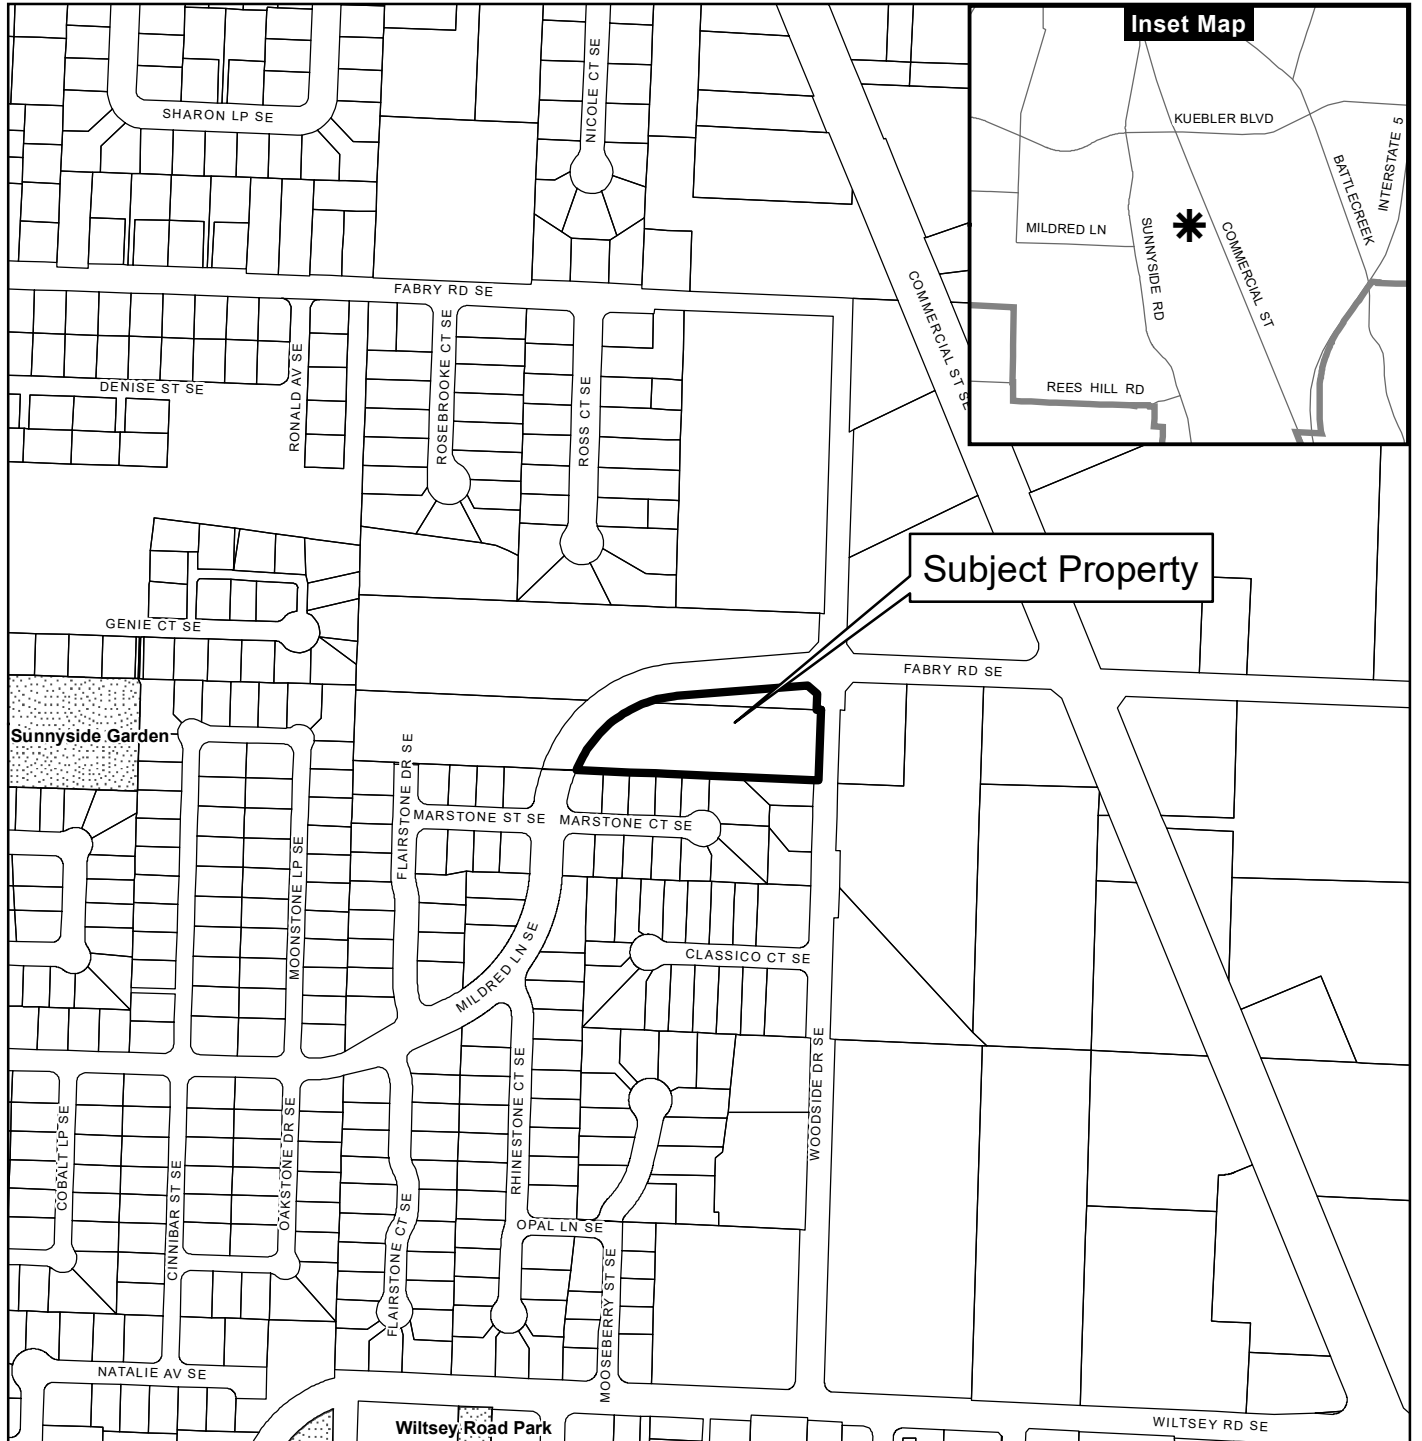 Inset Map
KUEBLER BLVD
INTERSTATE 5
BATTLECREEK
MILDRED LN
SUNNYSIDE RD
COMMERCIAL ST
REES HILL RD
SHARON LP SE
NICOLE CT SE
FABRY RD SE
COMMERCIAL ST SE
DENISE ST SE
RONALD AV SE
ROSEBROOKE CT SE
ROSS CT SE
Subject Property
GENIE CT SE
FABRY RD SE
Sunnyside Garden
FLAIRSTONE DR SE
MARSTONE ST SE
MARSTONE CT SE
MOONSTONE LP SE
MILDRED LN SE
CLASSICO CT SE
WOODSIDE DR SE
RHINESTONE CT SE
COBALT LP SE
CINNIBAR ST SE
OAKSTONE DR SE
FLAIRSTONE CT SE
OPAL LN SE
MOOSEBERRY ST SE
NATALIE AV SE
Wiltsey Road Park
WILTSEY RD SE